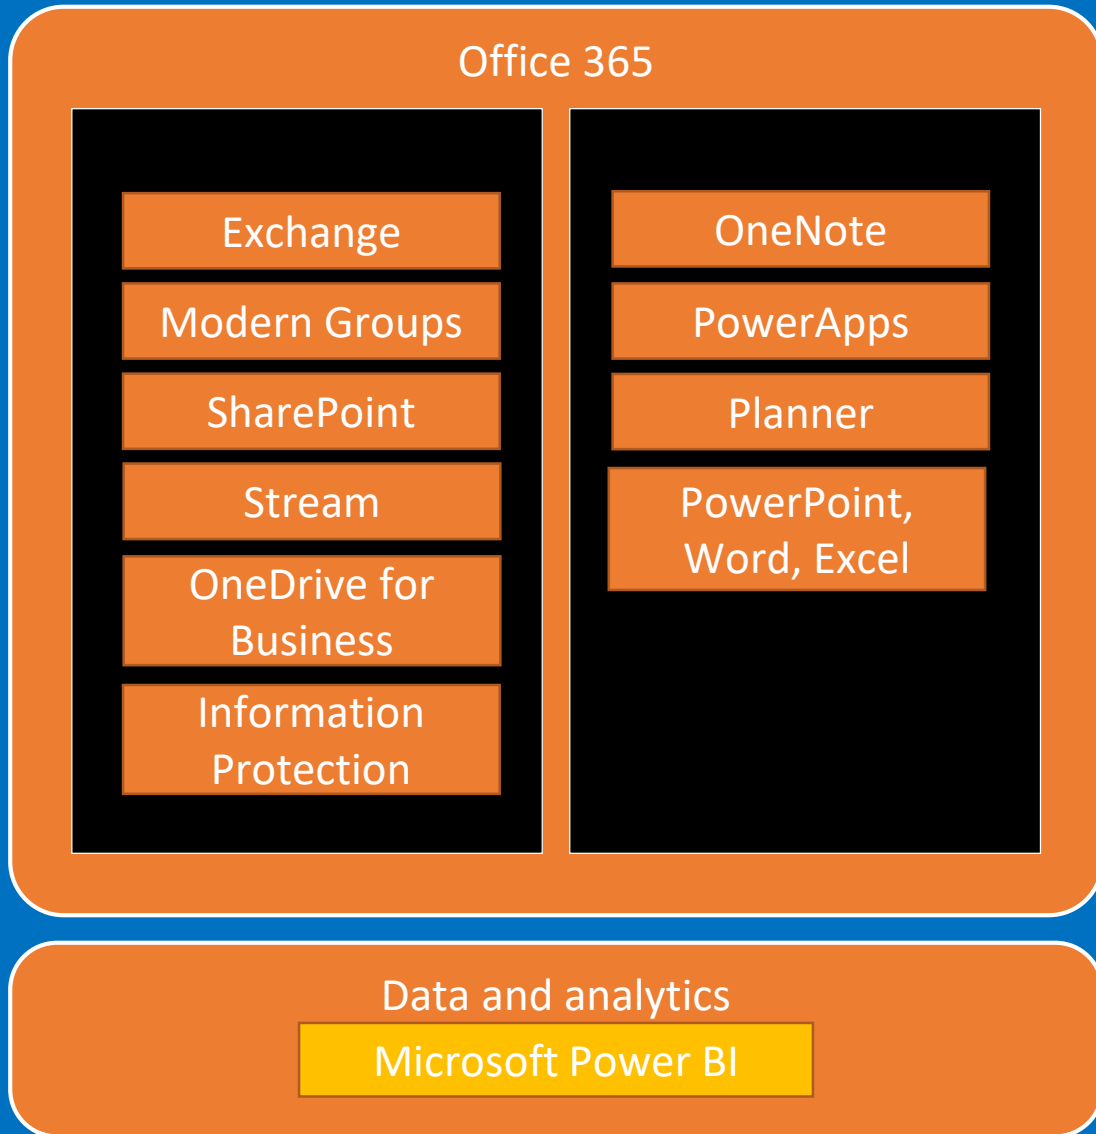 Office 365
Exchange
Modern Groups
SharePoint
Stream
OneDrive for
Business
Information
Protection
OneNote
PowerApps
Planner
PowerPoint,
Word, Excel
Data and analytics
Microsoft Power BI